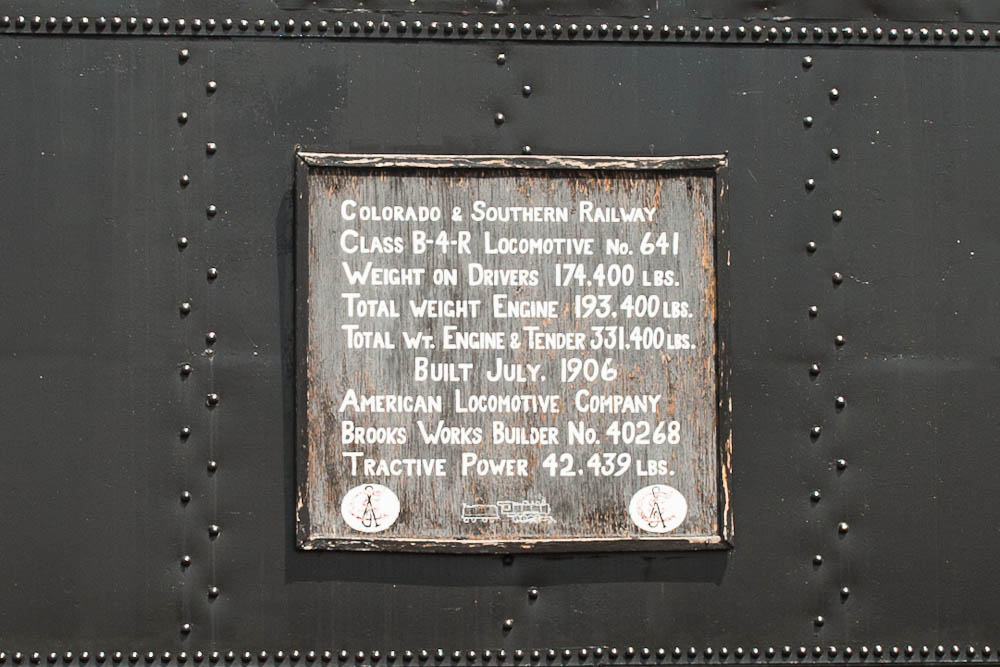 COLORADO & SOUTHERN RAILWAY
CLASS B-4-R LOCOMOTIVE NO. 641
WEIGHT ON DRIVERS 174.400 LBS.
TOTAL WEIGHT ENGINE 193.400 LBS.
TOTAL WT. ENGINE & TENDER 331.400 LBS.
BUILT JULY. 1906
AMERICAN LOCOMOTIVE COMPANY
BROOKS WORKS BUILDER NO. 40268
TRACTIVE POWER 42.439 LBS.